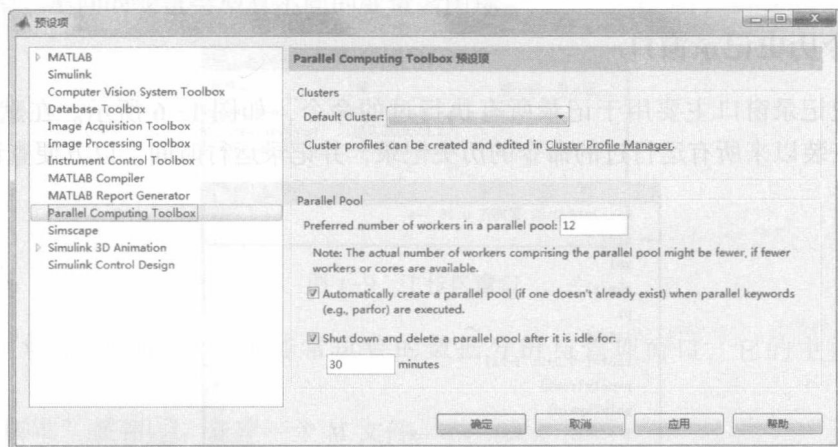 预设项
MATLAB
Simulink
Computer Vision System Toolbox
Database Toolbox
Image Acquisition Toolbox
Image Processing Toolbox
Instrument Control Toolbox
MATLAB Compiler
MATLAB Report Generator
Parallel Computing Toolbox
Simscape
Simulink 3D Animation
Simulink Control Design
Parallel Computing Toolbox 预设项
Clusters
Default Cluster:
Cluster profiles can be created and edited in Cluster Profile Manager.
Parallel Pool
Preferred number of workers in a parallel pool: 12
Note: The actual number of workers comprising the parallel pool might be fewer, if fewer
workers or cores are available.
Automatically create a parallel pool (if one doesn't already exist) when parallel keywords
(e.g., parfor) are executed.
Shut down and delete a parallel pool after it is idle for:
30 minutes
确定 取消 应用 帮助